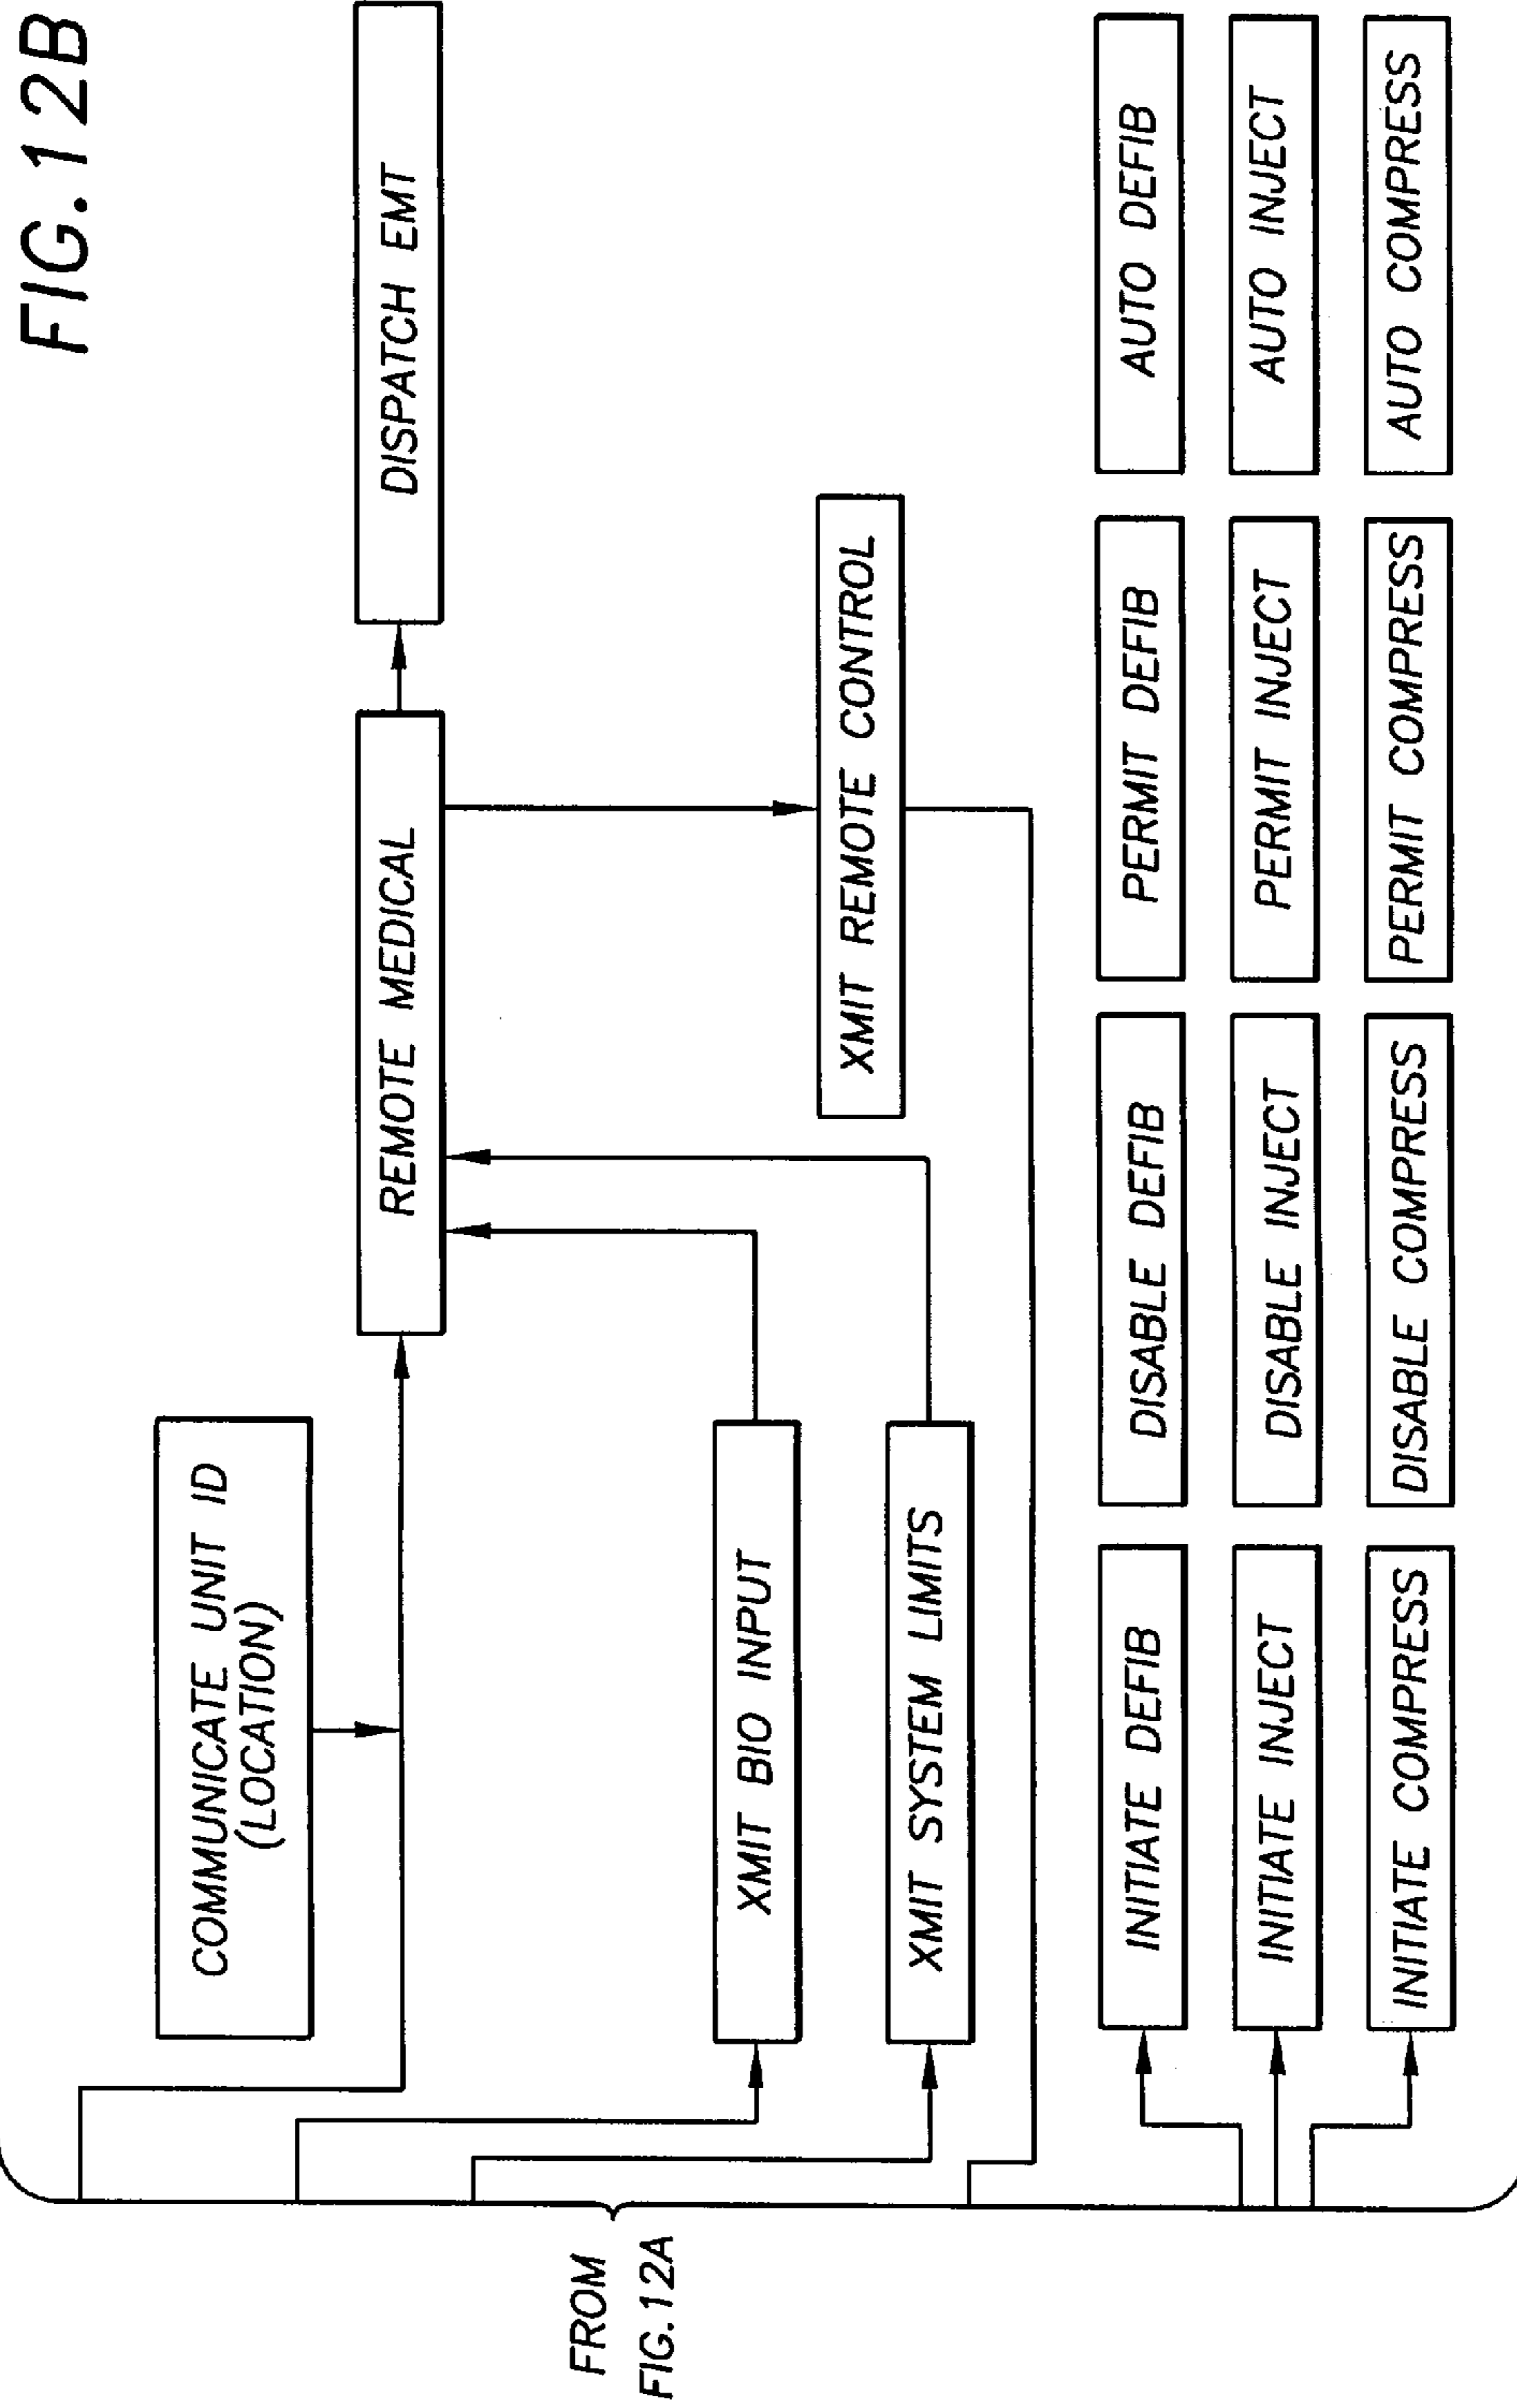 FIG.12B
COMMUNICATE UNIT ID
(LOCATION)
REMOTE MEDICAL
DISPATCH EMT
XMIT BIO INPUT
XMIT SYSTEM LIMITS
XMIT REMOTE CONTROL
FROM
FIG.12A
INITIATE DEFIB
DISABLE DEFIB
PERMIT DEFIB
AUTO DEFIB
INITIATE INJECT
DISABLE INJECT
PERMIT INJECT
AUTO INJECT
INITIATE COMPRESS
DISABLE COMPRESS
PERMIT COMPRESS
AUTO COMPRESS